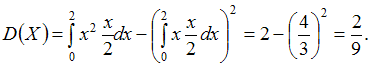 D(X) = ∫₀² x² x/2 dx − (∫₀² x x/2 dx)² = 2 − (4/3)² = 2/9.